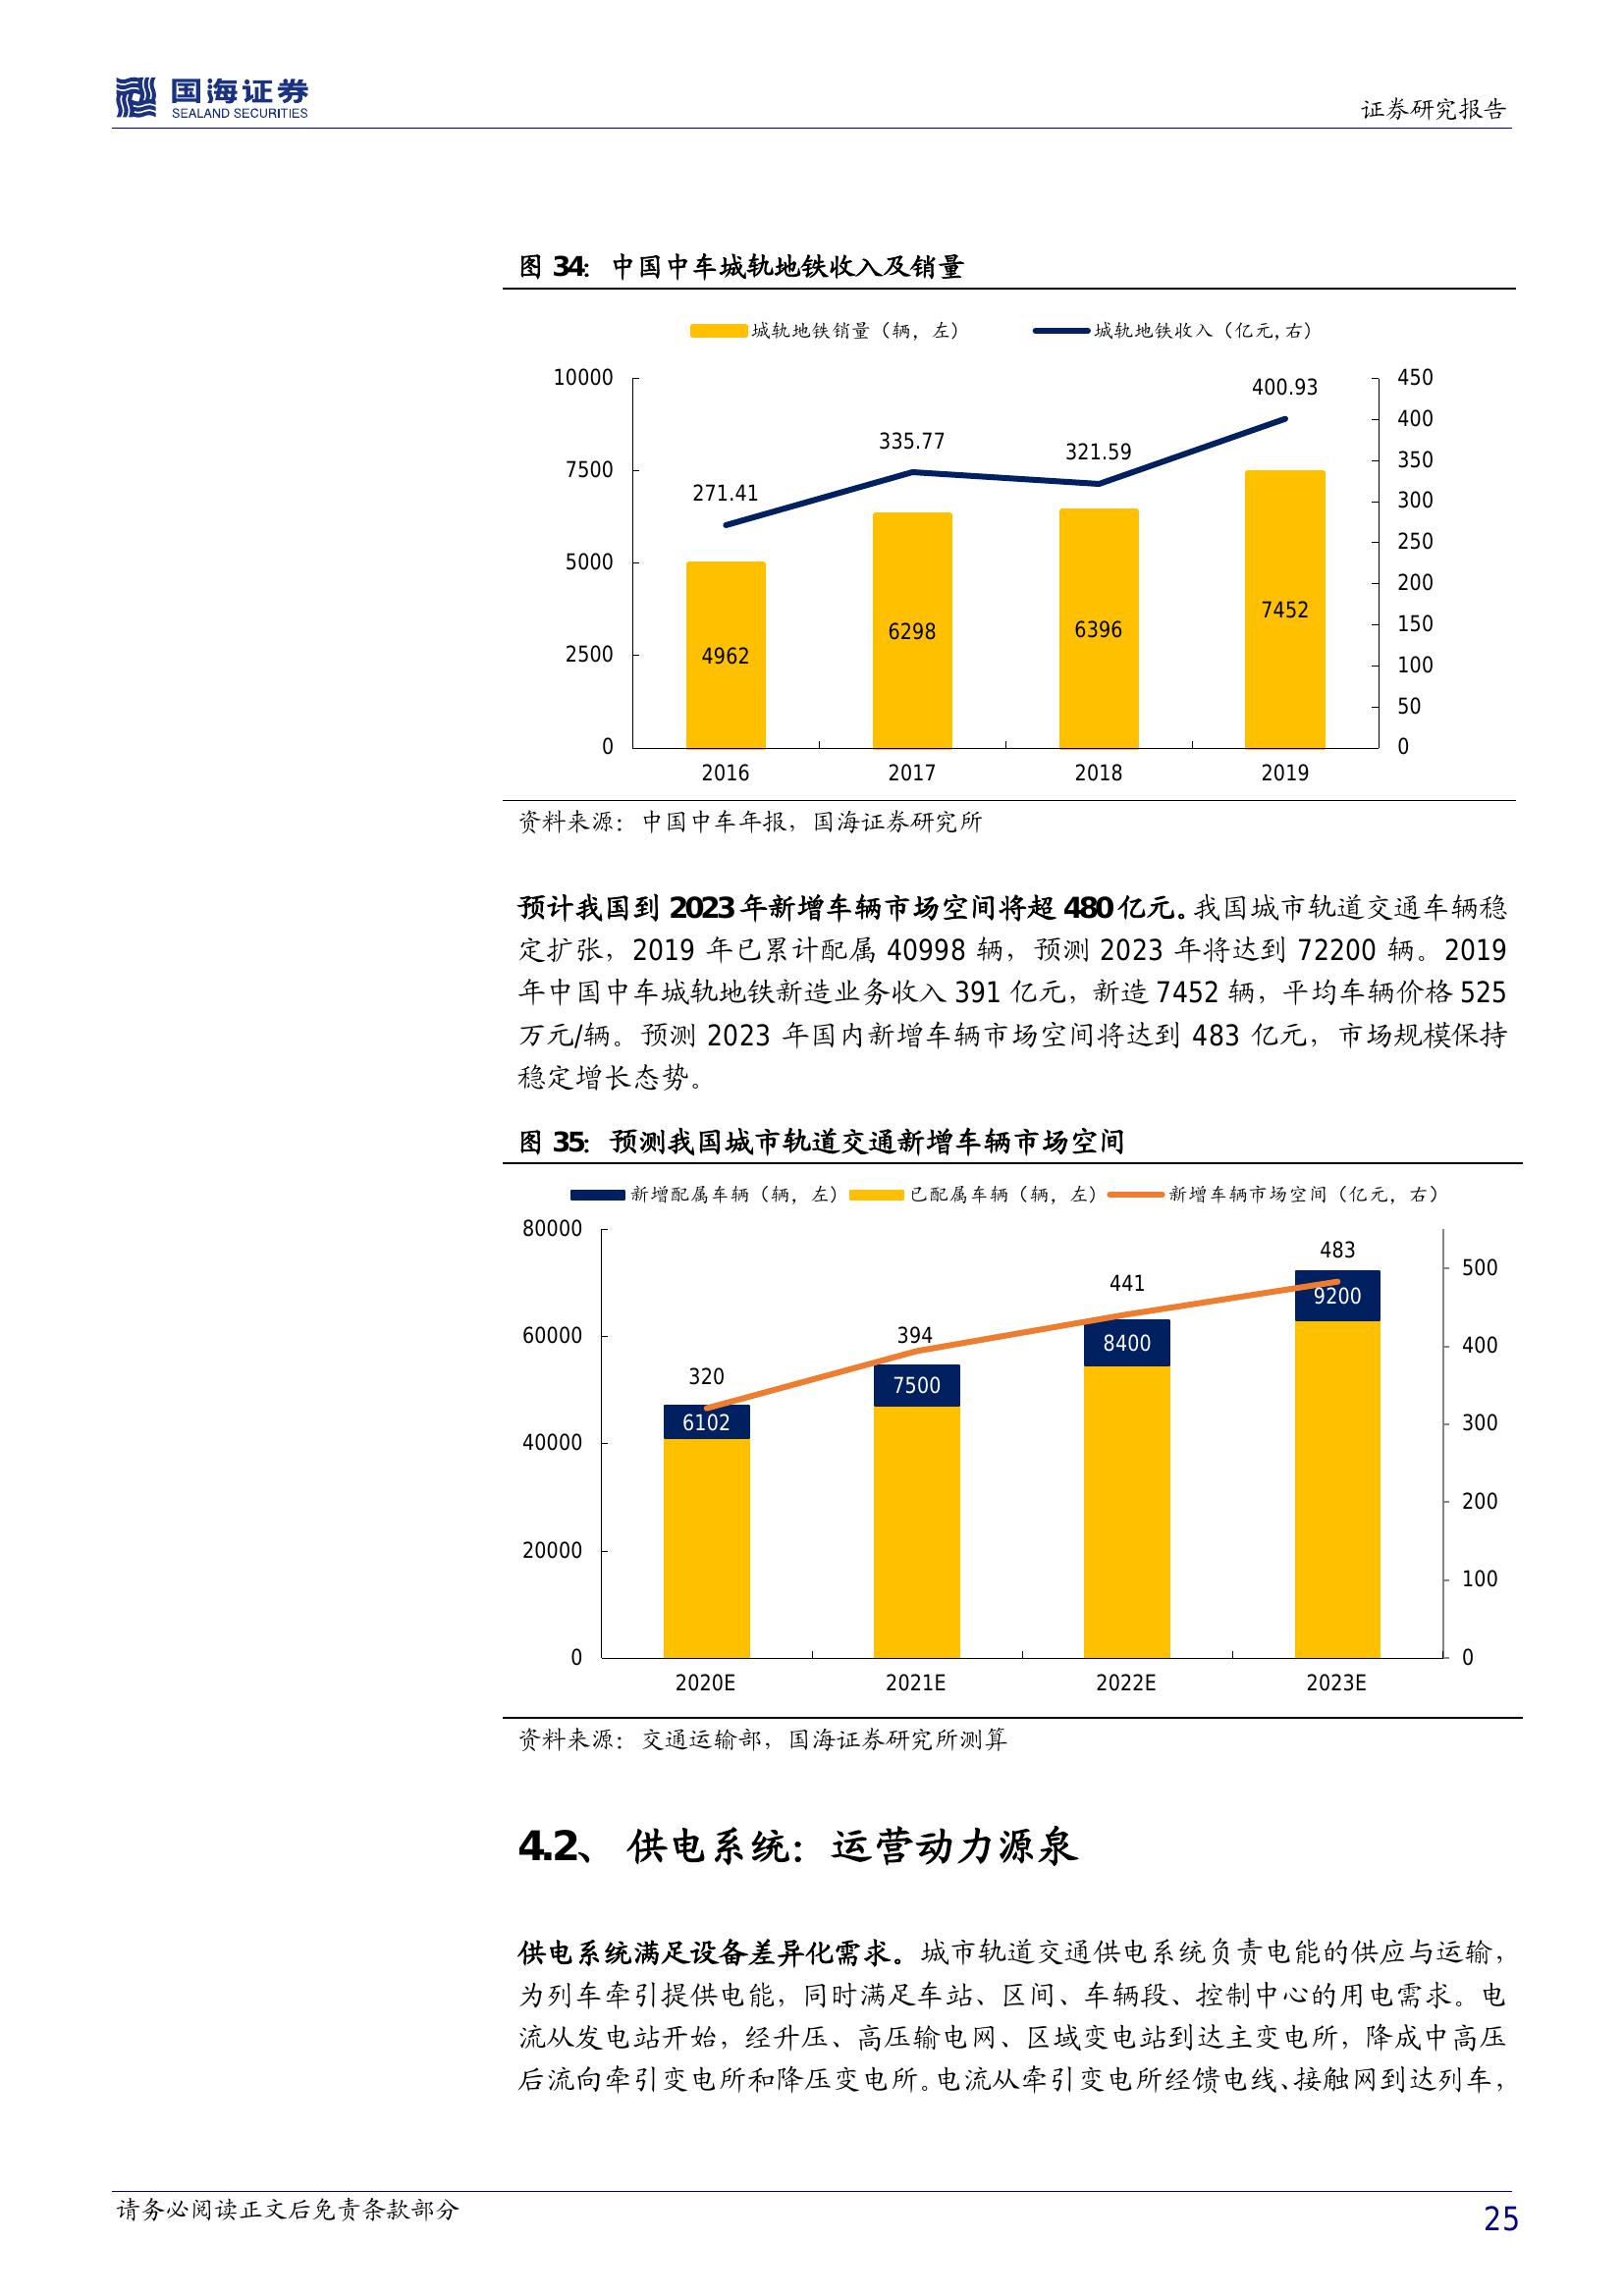 国海证券
SEALAND SECURITIES
证券研究报告
图 34：中国中车城轨地铁收入及销量
城轨地铁销量（辆，左）
城轨地铁收入（亿元,右）
10000
7500
5000
2500
0
450
400
350
300
250
200
150
100
50
0
271.41
335.77
321.59
400.93
4962
6298
6396
7452
2016
2017
2018
2019
资料来源：中国中车年报，国海证券研究所
预计我国到 2023 年新增车辆市场空间将超 480 亿元。我国城市轨道交通车辆稳
定扩张，2019 年已累计配属 40998 辆，预测 2023 年将达到 72200 辆。2019
年中国中车城轨地铁新造业务收入 391 亿元，新造 7452 辆，平均车辆价格 525
万元/辆。预测 2023 年国内新增车辆市场空间将达到 483 亿元，市场规模保持
稳定增长态势。
图 35：预测我国城市轨道交通新增车辆市场空间
新增配属车辆（辆，左）
已配属车辆（辆，左）
新增车辆市场空间（亿元，右）
80000
60000
40000
20000
0
500
400
300
200
100
0
320
394
441
483
6102
7500
8400
9200
2020E
2021E
2022E
2023E
资料来源：交通运输部，国海证券研究所测算
4.2、 供电系统：运营动力源泉
供电系统满足设备差异化需求。城市轨道交通供电系统负责电能的供应与运输，
为列车牵引提供电能，同时满足车站、区间、车辆段、控制中心的用电需求。电
流从发电站开始，经升压、高压输电网、区域变电站到达主变电所，降成中高压
后流向牵引变电所和降压变电所。电流从牵引变电所经馈电线、接触网到达列车，
请务必阅读正文后免责条款部分
25